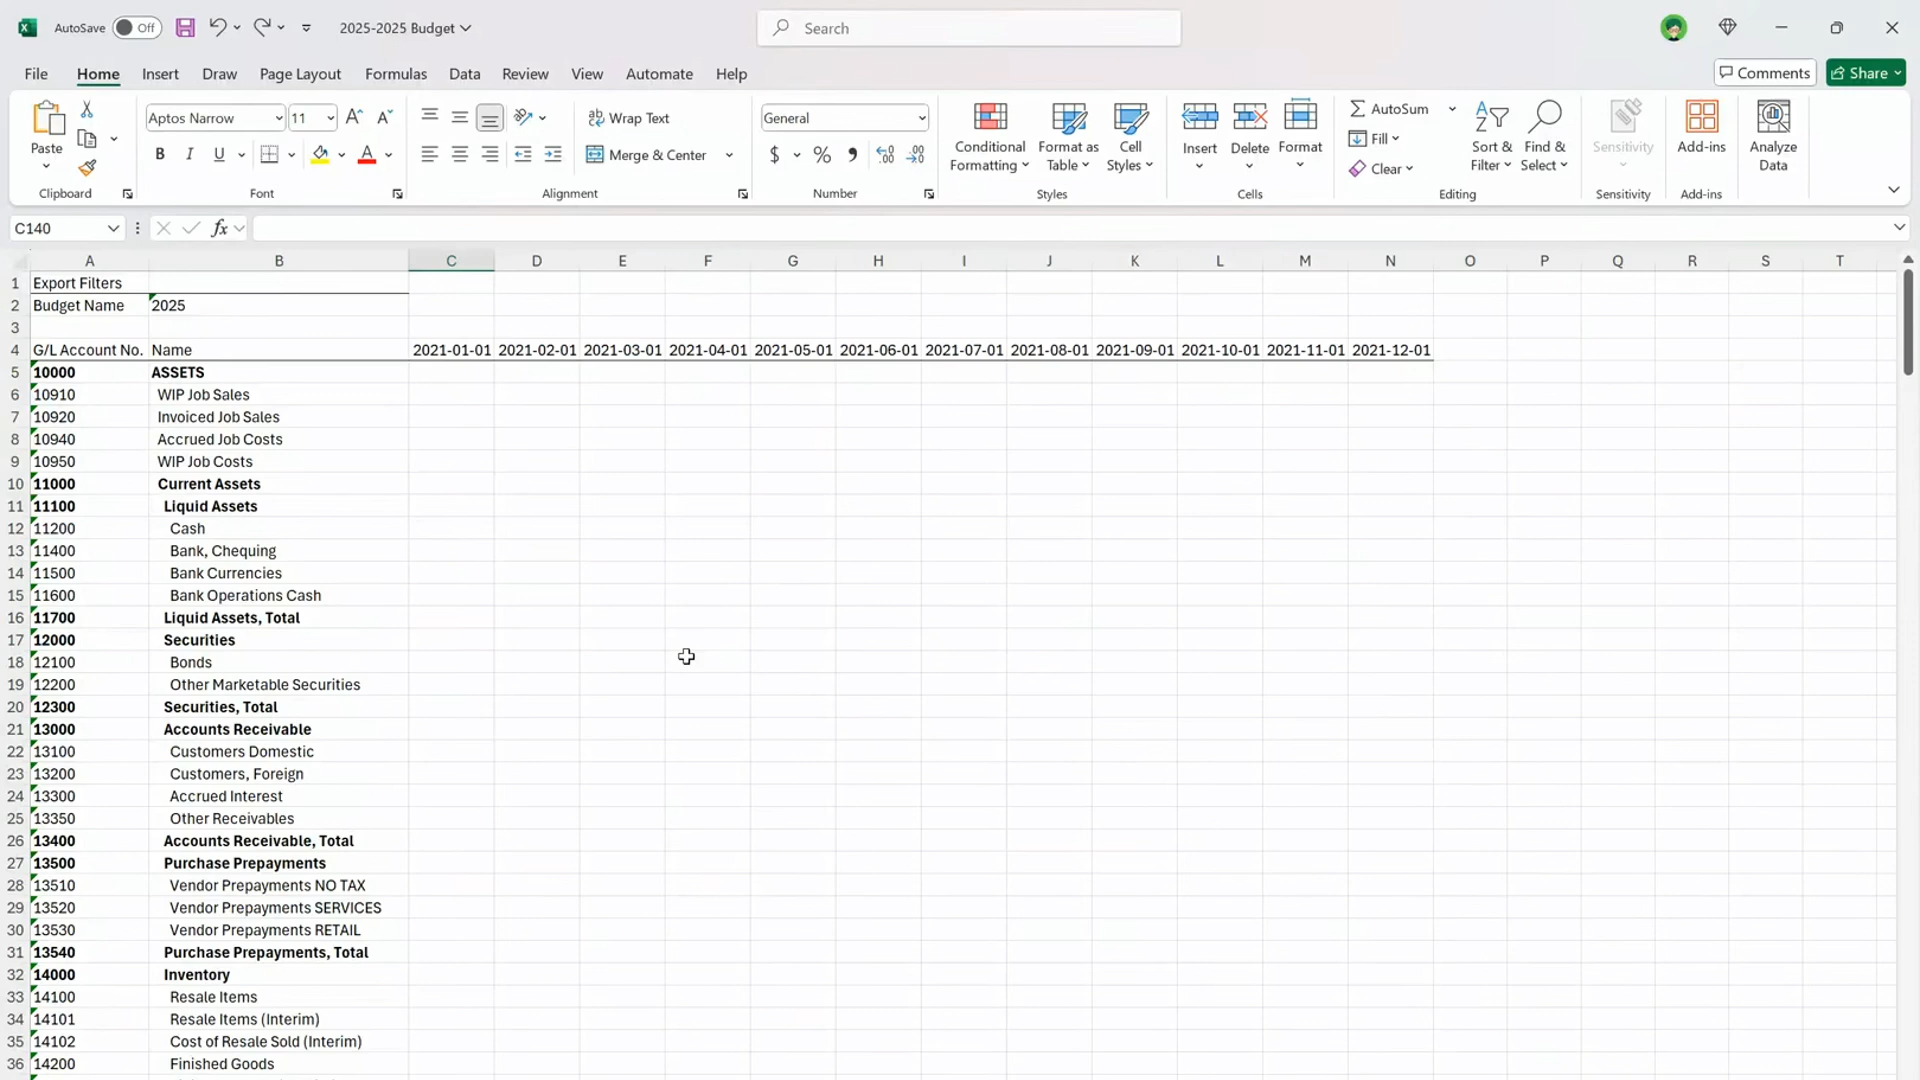 AutoSave Off 2025-2025 Budget Search
File Home Insert Draw Page Layout Formulas Data Review View Automate Help Comments Share
Paste Aptos Narrow 11 B I U Wrap Text Merge & Center General $ % Conditional Formatting Format as Table Cell Styles Insert Delete Format AutoSum Fill Clear Sort & Filter Find & Select Sensitivity Add-ins Analyze Data
Clipboard Font Alignment Number Styles Cells Editing Sensitivity Add-ins
C140 fx
A B C D E F G H I J K L M N O P Q R S T
1 Export Filters
2 Budget Name 2025
3
4 G/L Account No. Name 2021-01-01 2021-02-01 2021-03-01 2021-04-01 2021-05-01 2021-06-01 2021-07-01 2021-08-01 2021-09-01 2021-10-01 2021-11-01 2021-12-01
5 10000 ASSETS
6 10910 WIP Job Sales
7 10920 Invoiced Job Sales
8 10940 Accrued Job Costs
9 10950 WIP Job Costs
10 11000 Current Assets
11 11100 Liquid Assets
12 11200 Cash
13 11400 Bank, Chequing
14 11500 Bank Currencies
15 11600 Bank Operations Cash
16 11700 Liquid Assets, Total
17 12000 Securities
18 12100 Bonds
19 12200 Other Marketable Securities
20 12300 Securities, Total
21 13000 Accounts Receivable
22 13100 Customers Domestic
23 13200 Customers, Foreign
24 13300 Accrued Interest
25 13350 Other Receivables
26 13400 Accounts Receivable, Total
27 13500 Purchase Prepayments
28 13510 Vendor Prepayments NO TAX
29 13520 Vendor Prepayments SERVICES
30 13530 Vendor Prepayments RETAIL
31 13540 Purchase Prepayments, Total
32 14000 Inventory
33 14100 Resale Items
34 14101 Resale Items (Interim)
35 14102 Cost of Resale Sold (Interim)
36 14200 Finished Goods